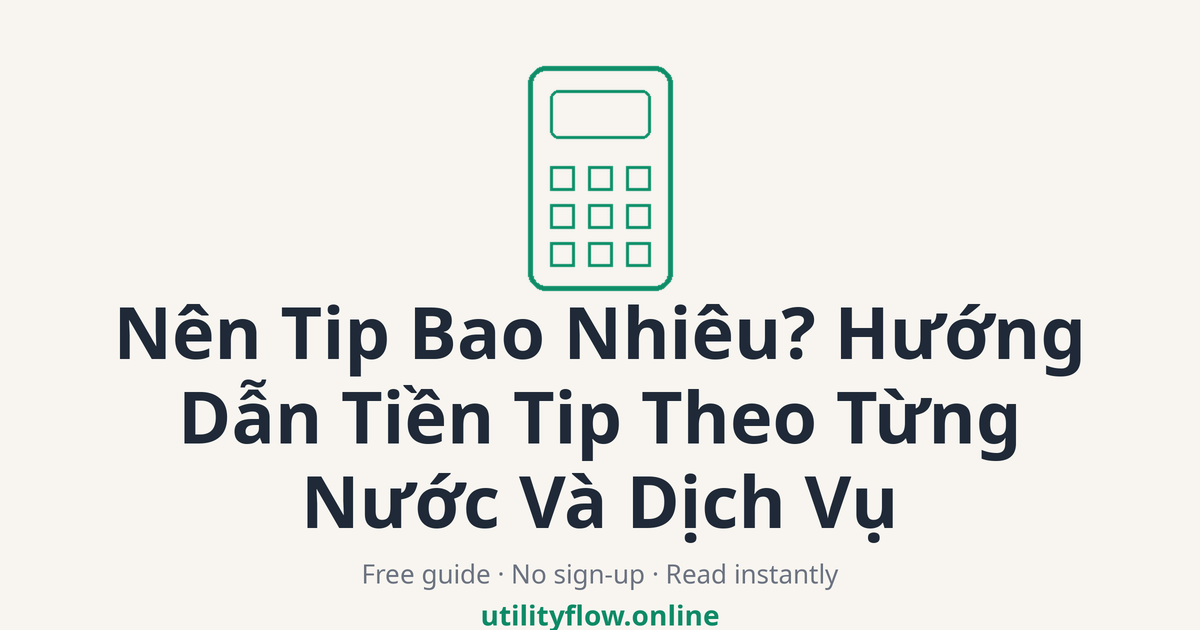 Nên Tip Bao Nhiêu? Hướng
Dẫn Tiền Tip Theo Từng
Nước Và Dịch Vụ
Free guide · No sign-up · Read instantly
utilityflow.online